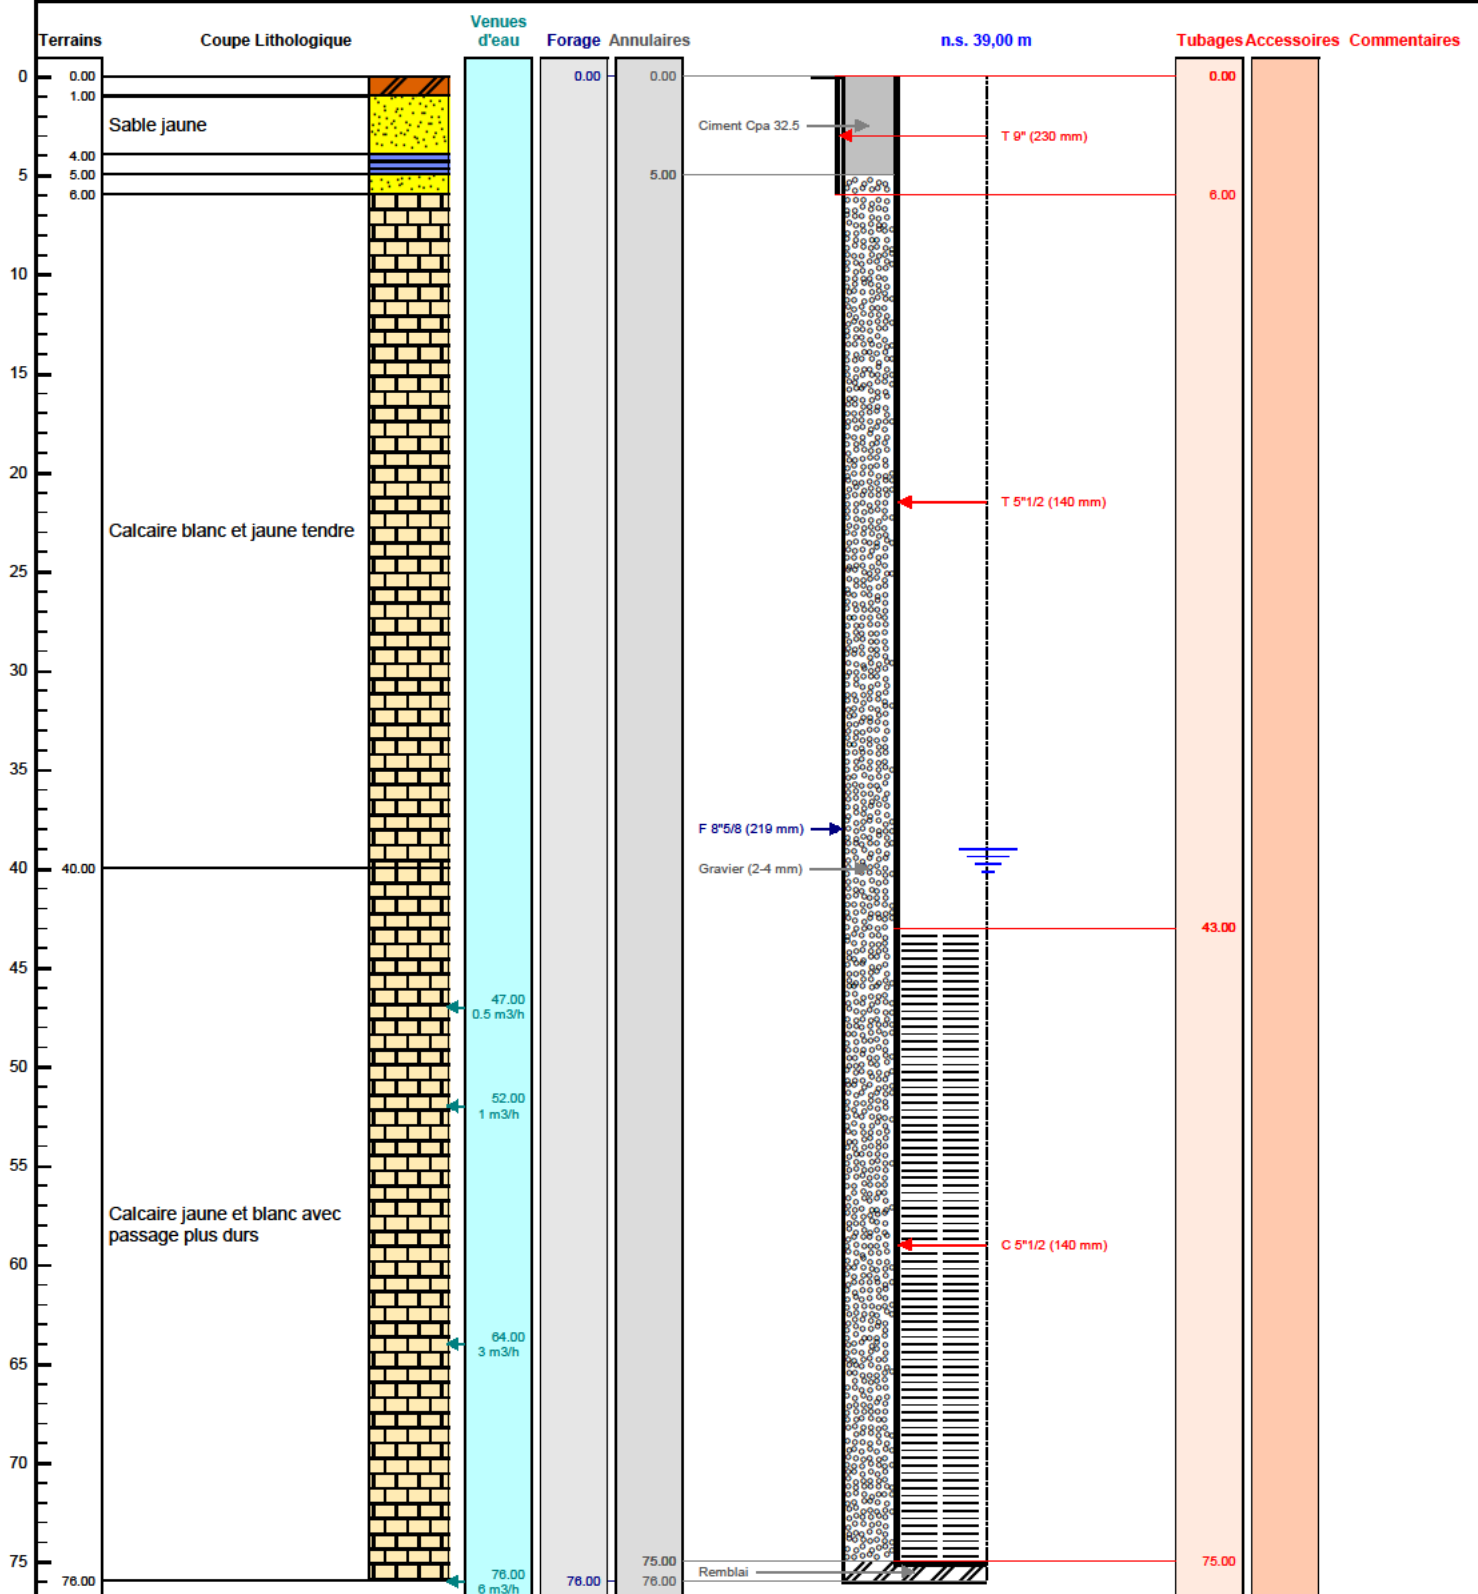 Venues
Terrains Coupe Lithologique d'eau Forage Annulaires n.s. 39,00 m Tubages Accessoires Commentaires
0 0.00 0.00 0.00 0.00
1.00
Sable jaune Ciment Cpa 32.5 T 9" (230 mm)
4.00
5 5.00 5.00
6.00 6.00
10
15
20
T 5"1/2 (140 mm)
Calcaire blanc et jaune tendre
25
30
35
F 8"5/8 (219 mm)
40 40.00 Gravier (2-4 mm)
43.00
45
47.00
0.5 m3/h
50
52.00
1 m3/h
55
Calcaire jaune et blanc avec
passage plus durs
C 5"1/2 (140 mm)
60
64.00
3 m3/h
65
70
75 75.00 75.00
Remblai
76.00 76.00 76.00 76.00
6 m3/h